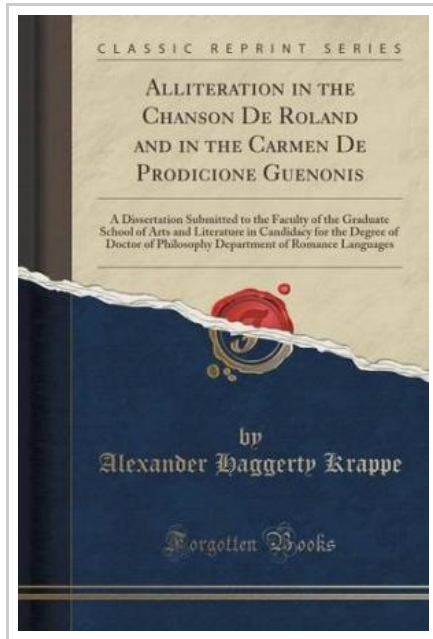 CLASSIC REPRINT SERIES
ALLITERATION IN THE
CHANSON DE ROLAND
AND IN THE CARMEN DE
PRODICIONE GUENONIS
A Dissertation Submitted to the Faculty of the Graduate
School of Arts and Literature in Candidacy for the Degree of
Doctor of Philosophy Department of Romance Languages
by
Alexander Haggerty Krappe
Forgotten Books